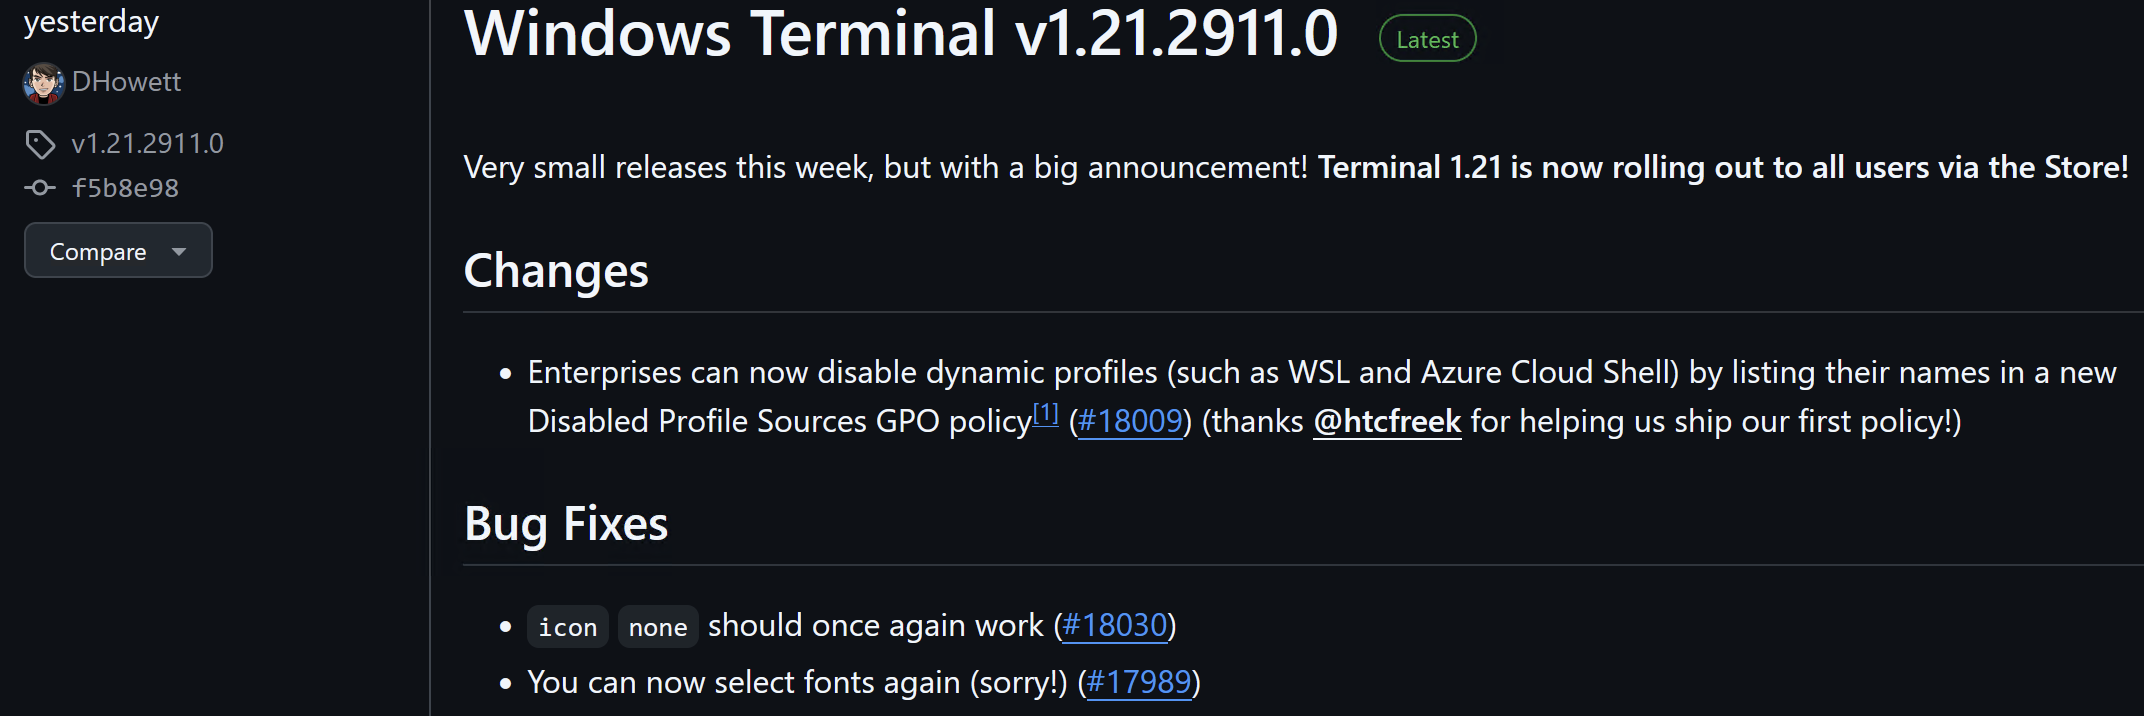 yesterday
DHowett
v1.21.2911.0
f5b8e98
Compare
Windows Terminal v1.21.2911.0 Latest
Very small releases this week, but with a big announcement! Terminal 1.21 is now rolling out to all users via the Store!
Changes
• Enterprises can now disable dynamic profiles (such as WSL and Azure Cloud Shell) by listing their names in a new
Disabled Profile Sources GPO policy[1] (#18009) (thanks @htcfreek for helping us ship our first policy!)
Bug Fixes
• icon none should once again work (#18030)
• You can now select fonts again (sorry!) (#17989)